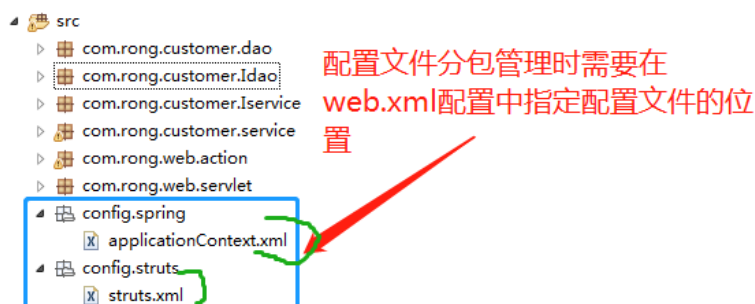 src
com.rong.customer.dao
com.rong.customer.Idao
com.rong.customer.Iservice
com.rong.customer.service
com.rong.web.action
com.rong.web.servlet
config.spring
applicationContext.xml
config.struts
struts.xml
配置文件分包管理时需要在
web.xml配置中指定配置文件的位
置